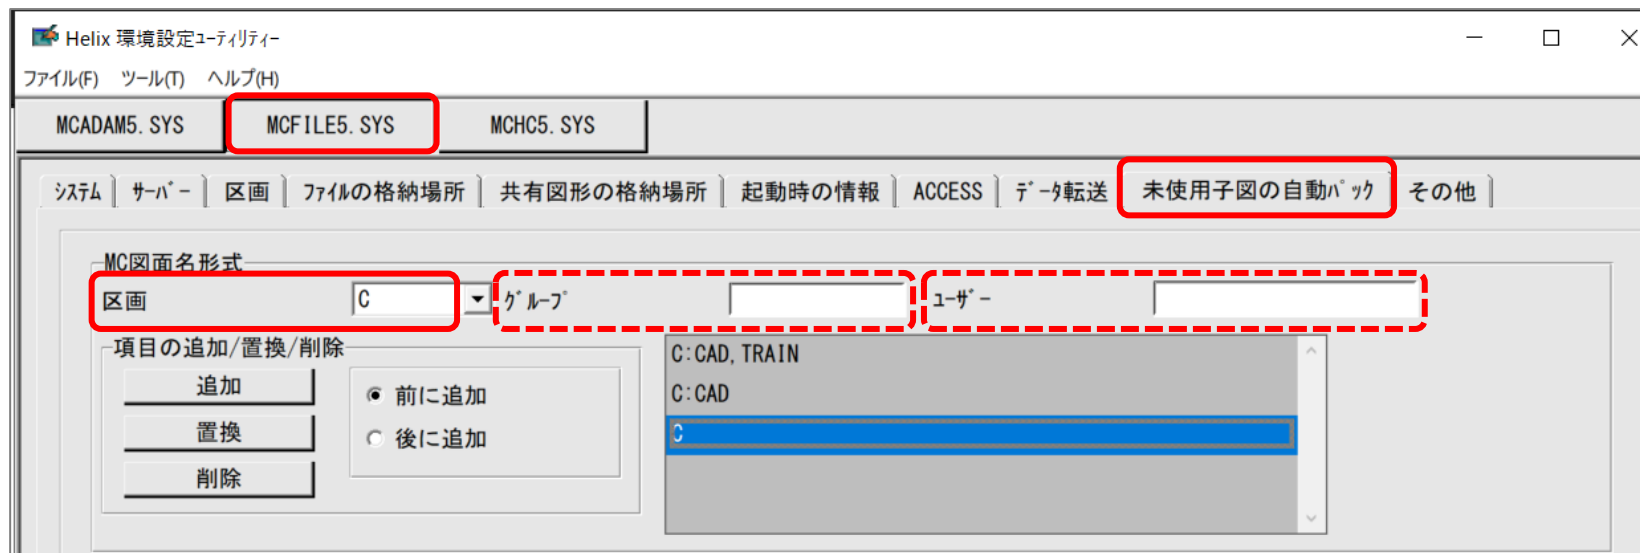 Helix 環境設定ﾕｰﾃｨﾘﾃｨｰ
ファイル(F) ツール(T) ヘルプ(H)
MCADAM5.SYS MCFILE5.SYS MCHC5.SYS
ｼｽﾃﾑ ｻｰﾊﾞｰ 区画 ﾌｧｲﾙの格納場所 共有図形の格納場所 起動時の情報 ACCESS ﾃﾞｰﾀ転送 未使用子図の自動ﾊﾟｯｸ その他
MC図面名形式
区画 C ｸﾞﾙｰﾌﾟ ﾕｰｻﾞｰ
項目の追加/置換/削除
追加
置換
削除
前に追加
後に追加
C:CAD,TRAIN
C:CAD
C